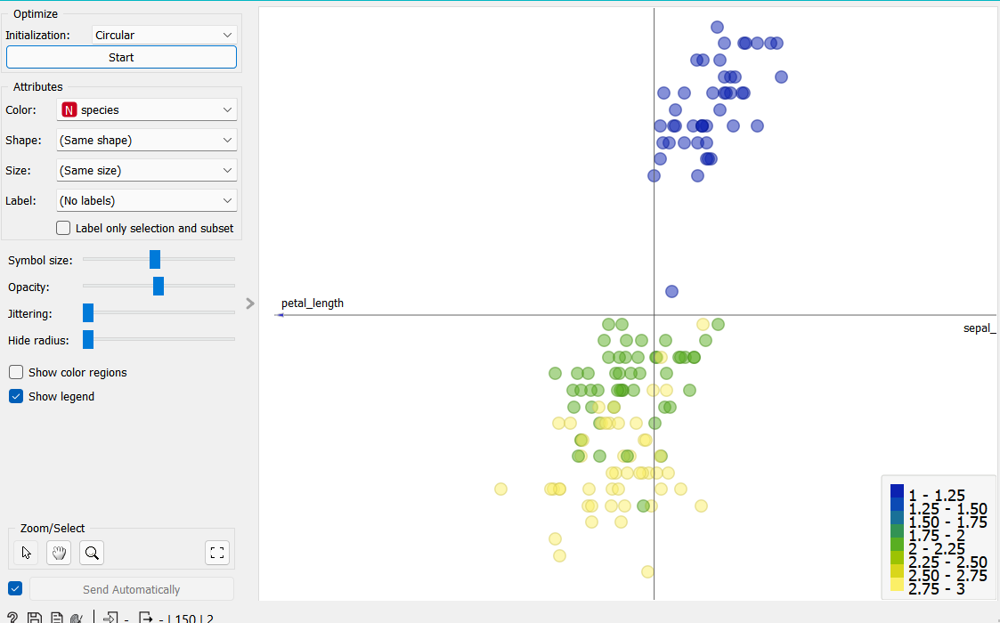 Optimize
Initialization: Circular
Start
Attributes
Color: N species
Shape: (Same shape)
Size: (Same size)
Label: (No labels)
Label only selection and subset
Symbol size:
Opacity:
Jittering:
Hide radius:
Show color regions
Show legend
Zoom/Select
Send Automatically
? - - | 150 | 2
petal_length
sepal_
1 - 1.25
1.25 - 1.50
1.50 - 1.75
1.75 - 2
2 - 2.25
2.25 - 2.50
2.50 - 2.75
2.75 - 3